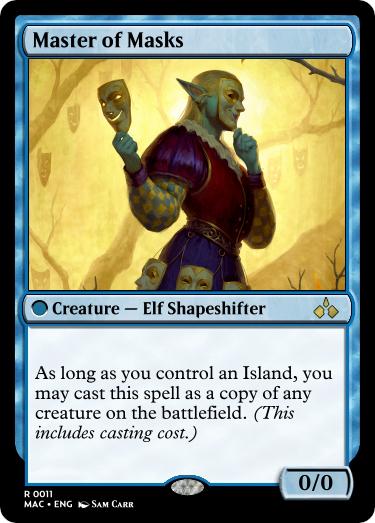 Master of Masks
Creature — Elf Shapeshifter
As long as you control an Island, you
may cast this spell as a copy of any
creature on the battlefield. (This
includes casting cost.)
0/0
R 0011
MAC • ENG Sam Carr